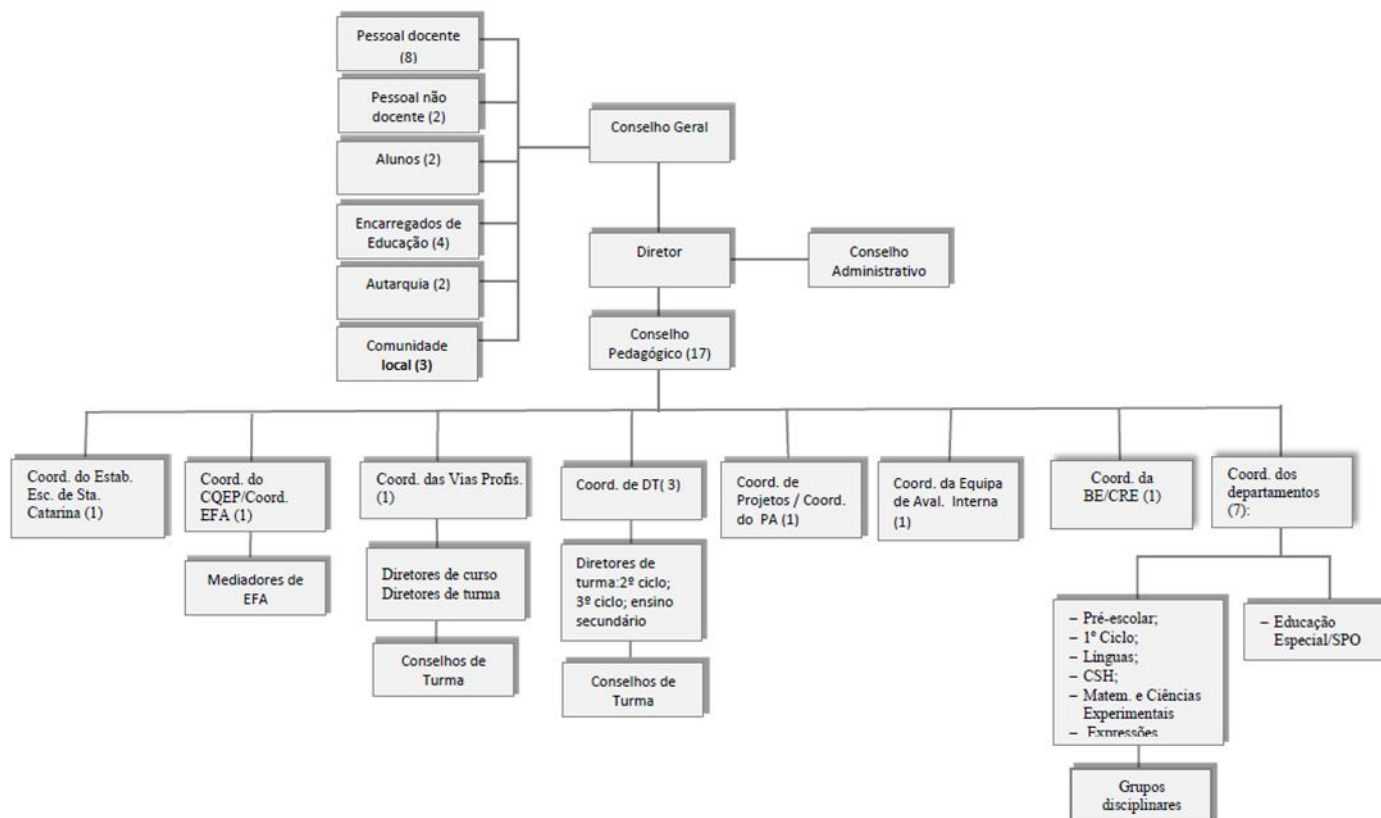 Pessoal docente
(8)
Pessoal não
docente (2)
Alunos (2)
Encarregados de
Educação (4)
Autarquia (2)
Comunidade
local (3)
Conselho Geral
Diretor
Conselho
Administrativo
Conselho
Pedagógico (17)
Coord. do Estab.
Esc. de Sta.
Catarina (1)
Coord. do
CQEP/Coord.
EFA (1)
Mediadores de
EFA
Coord. das Vias Profis.
(1)
Diretores de curso
Diretores de turma
Conselhos de
Turma
Coord. de DT( 3)
Diretores de
turma:2º ciclo;
3º ciclo; ensino
secundário
Conselhos de
Turma
Coord. de
Projetos / Coord.
do PA (1)
Coord. da Equipa
de Aval. Interna
(1)
Coord. da
BE/CRE (1)
Coord. dos
departamentos
(7):
– Pré-escolar;
– 1º Ciclo;
– Línguas;
– CSH;
– Matem. e Ciências
Experimentais
– Expressões
Grupos
disciplinares
– Educação
Especial/SPO